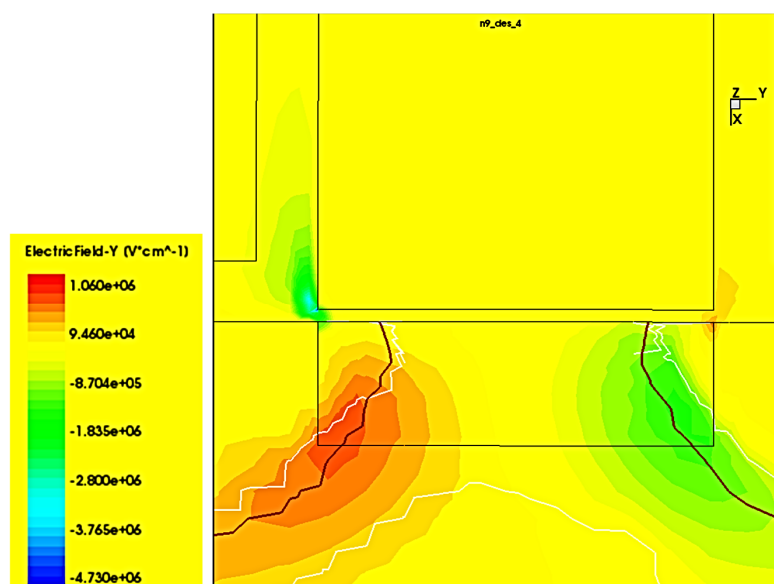 n9_des_4
Z Y
X
ElectricField-Y (V*cm^-1)
1.060e+06
9.460e+04
-8.704e+05
-1.835e+06
-2.800e+06
-3.765e+06
-4.730e+06